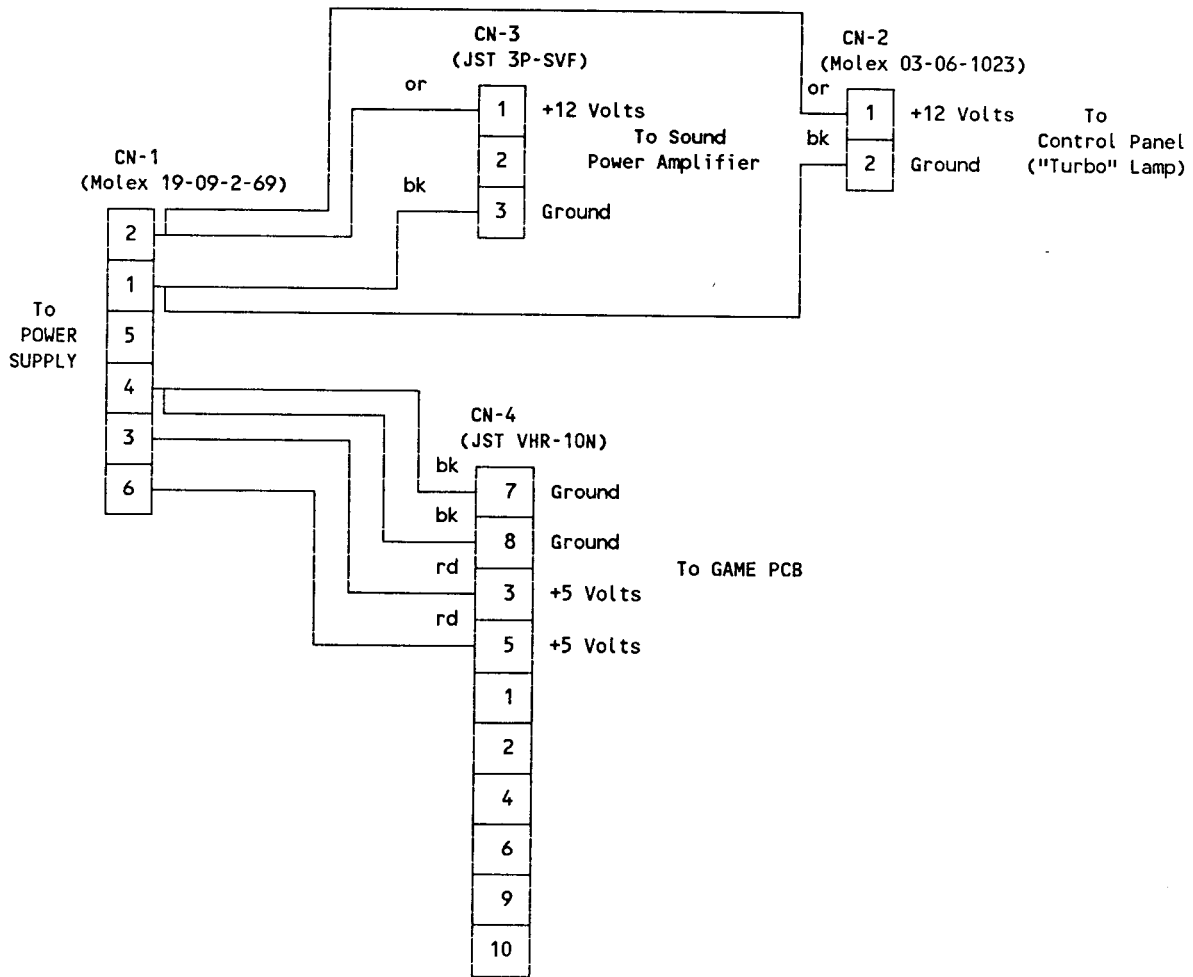 CN-3
(JST 3P-SVF)
or
1 +12 Volts
2
bk
3 Ground
To Sound
Power Amplifier
CN-2
(Molex 03-06-1023)
or
1 +12 Volts
bk
2 Ground
To
Control Panel
("Turbo" Lamp)
CN-1
(Molex 19-09-2-69)
2
1
5
4
3
6
To
POWER
SUPPLY
CN-4
(JST VHR-10N)
bk
7 Ground
bk
8 Ground
rd
3 +5 Volts
rd
5 +5 Volts
1
2
4
6
9
10
To GAME PCB